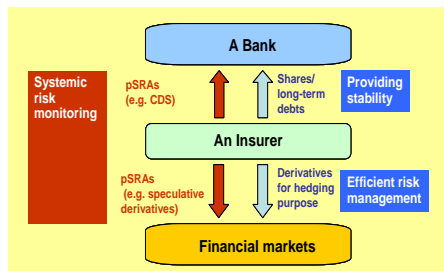 A Bank
Systemic
risk
monitoring
pSRAs
(e.g. CDS)
Shares/
long-term
debts
Providing
stability
An Insurer
pSRAs
(e.g. speculative
derivatives)
Derivatives
for hedging
purpose
Efficient risk
management
Financial markets